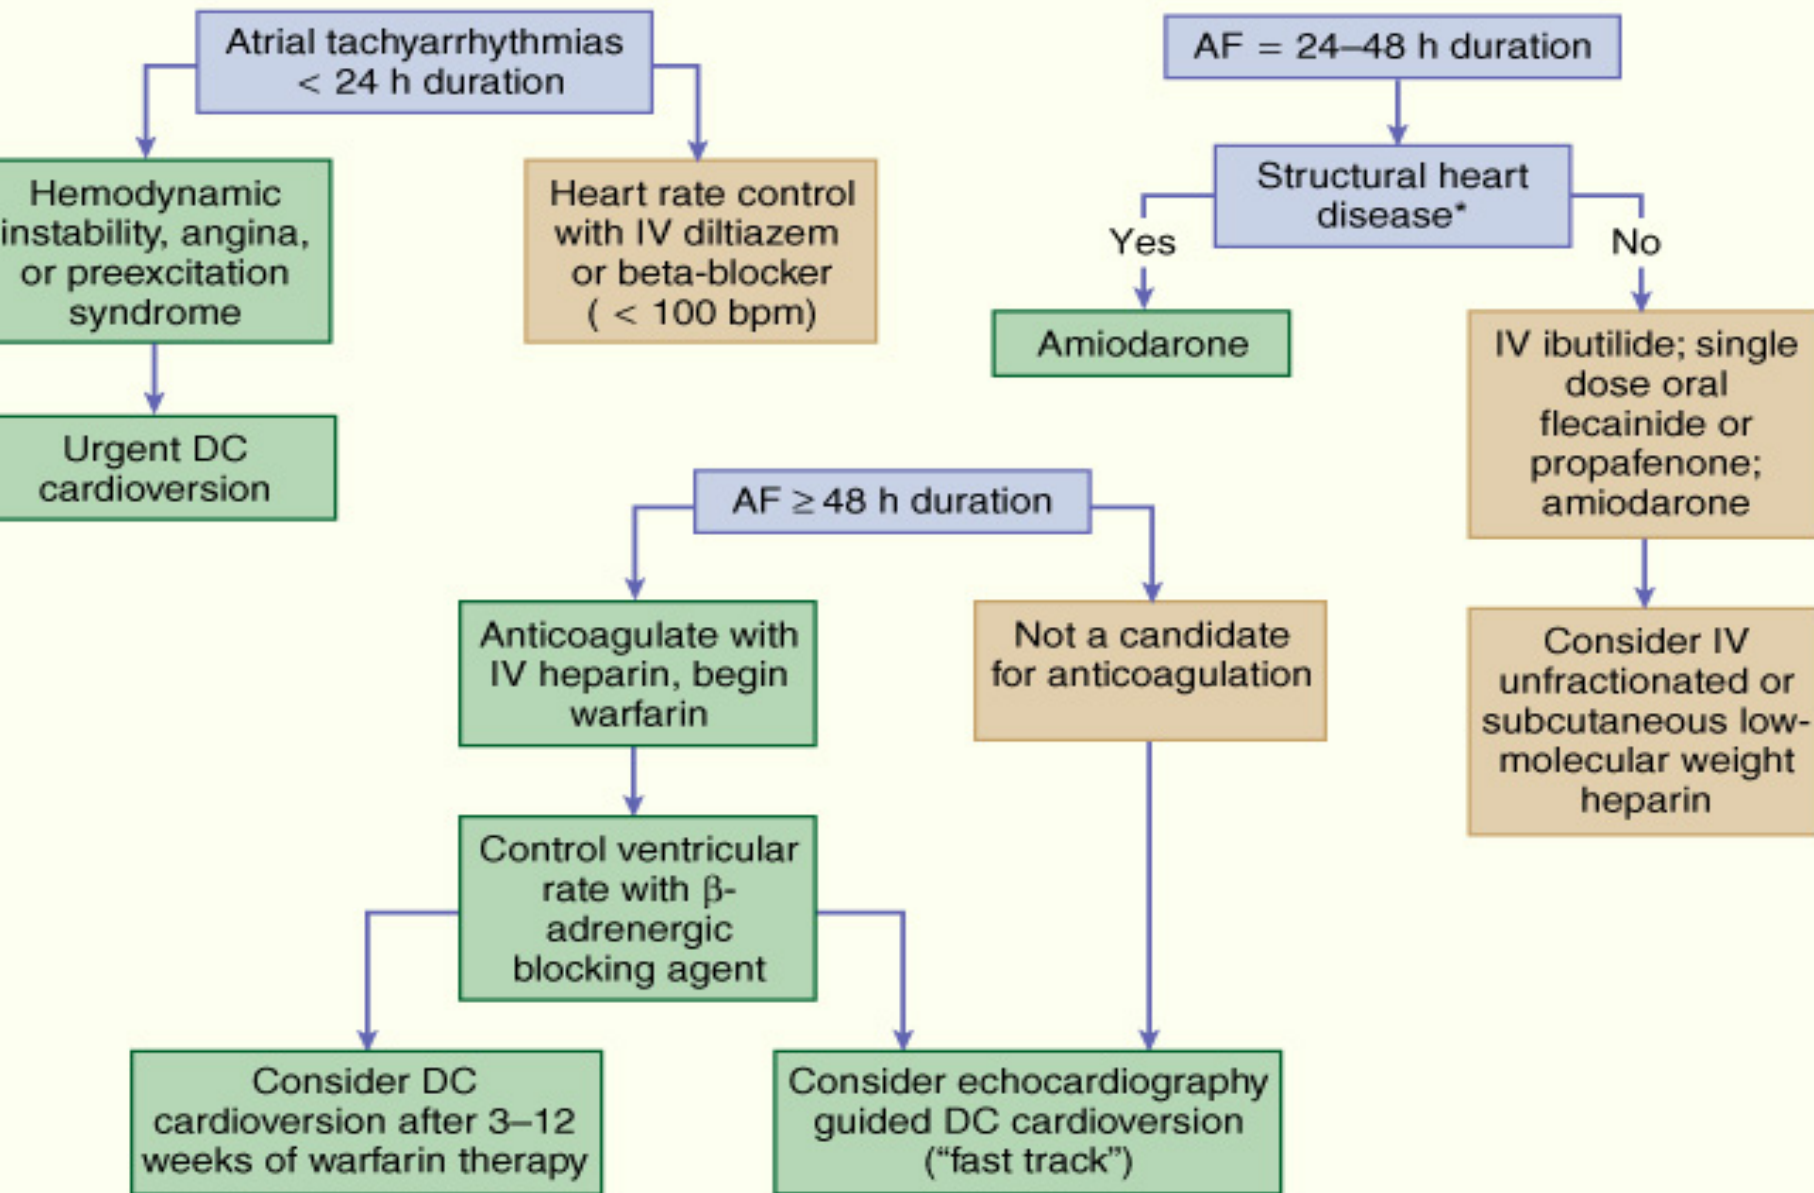 Atrial tachyarrhythmias
< 24 h duration
Hemodynamic
instability, angina,
or preexcitation
syndrome
Urgent DC
cardioversion
Heart rate control
with IV diltiazem
or beta-blocker
( < 100 bpm)
AF = 24–48 h duration
Structural heart
disease*
Yes
No
Amiodarone
IV ibutilide; single
dose oral
flecainide or
propafenone;
amiodarone
Consider IV
unfractionated or
subcutaneous low-
molecular weight
heparin
AF ≥ 48 h duration
Anticoagulate with
IV heparin, begin
warfarin
Not a candidate
for anticoagulation
Control ventricular
rate with β-
adrenergic
blocking agent
Consider DC
cardioversion after 3–12
weeks of warfarin therapy
Consider echocardiography
guided DC cardioversion
(“fast track”)